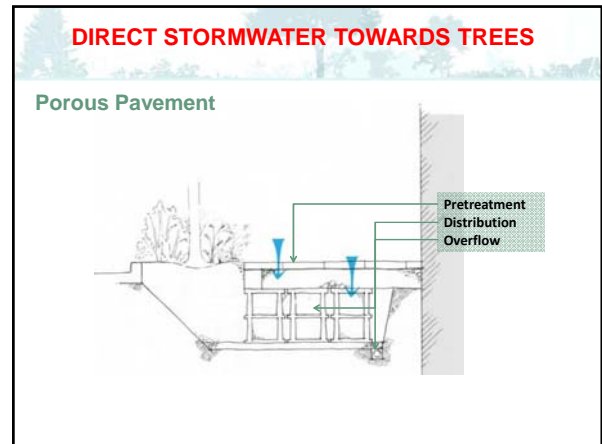 DIRECT STORMWATER TOWARDS TREES
Porous Pavement
Pretreatment
Distribution
Overflow